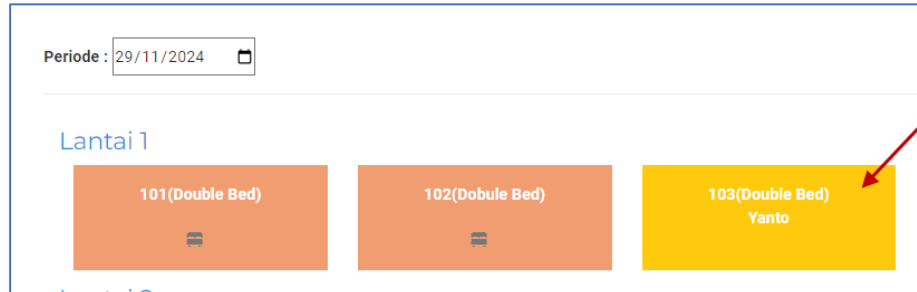 Periode : 29/11/2024
Lantai 1
101(Double Bed)
102(Dobule Bed)
103(Double Bed)
Yanto